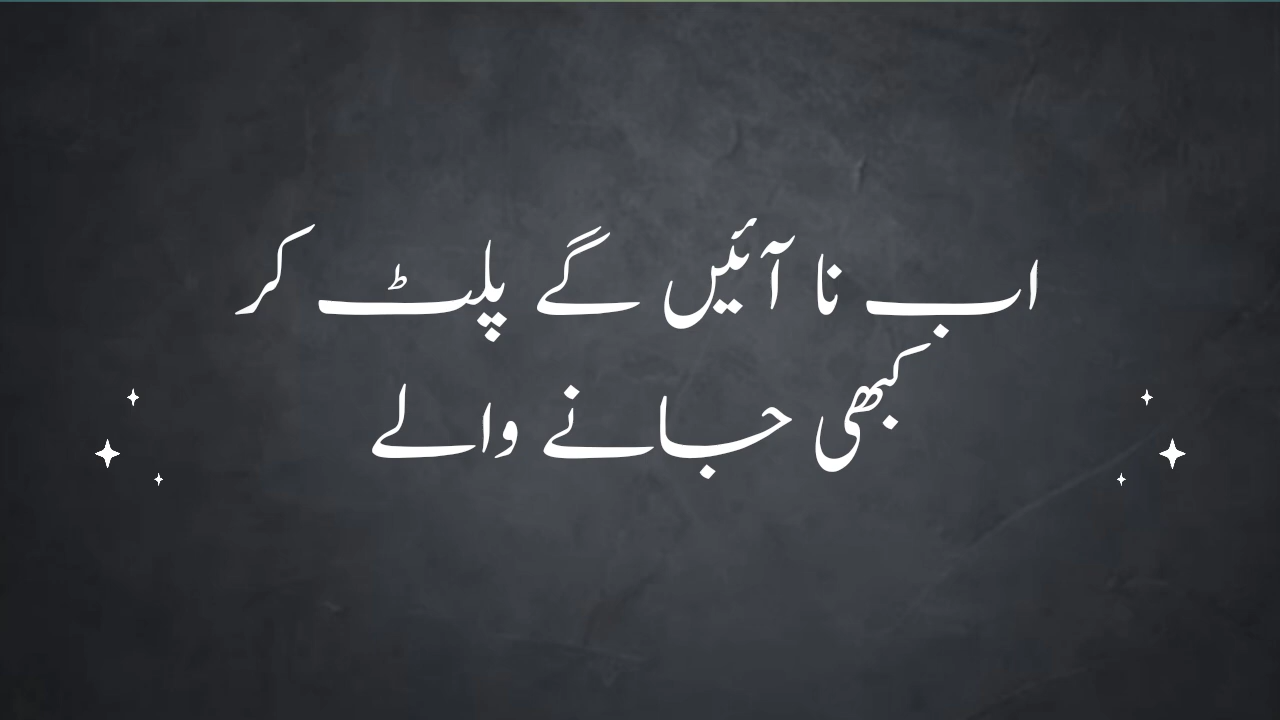 اب نا آئیں گے پلٹ کر
کبھی جانے والے